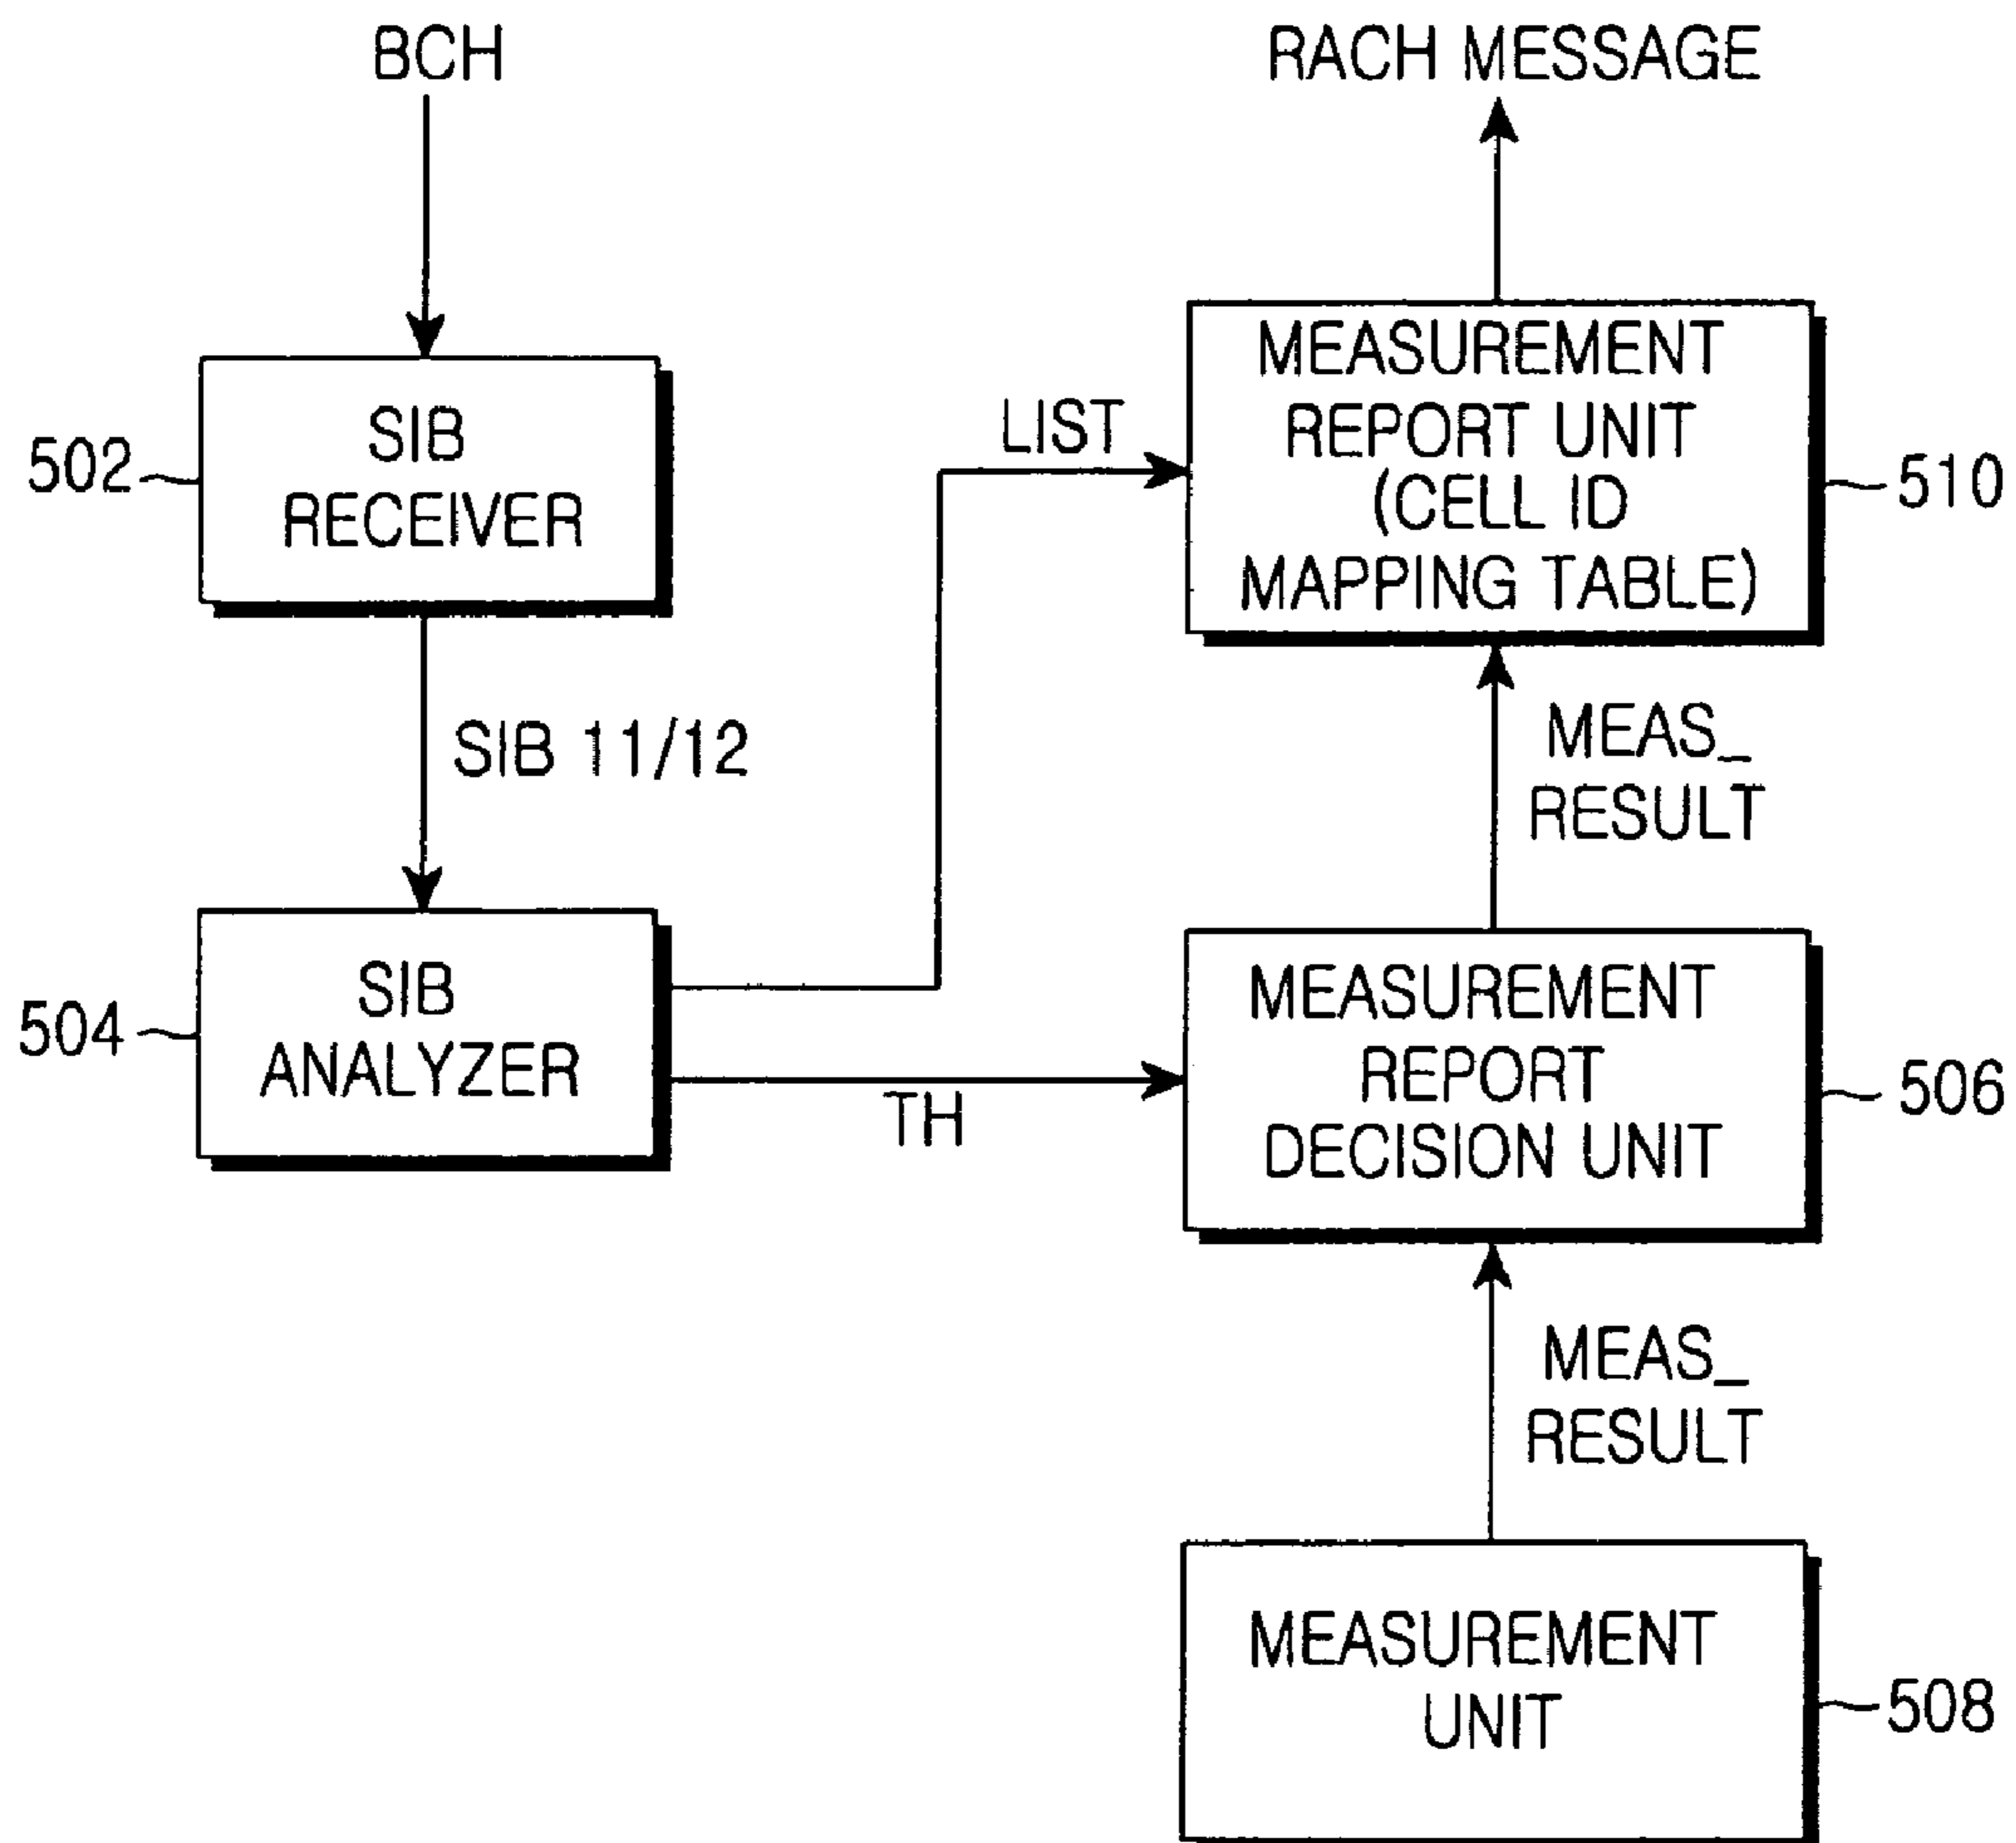 BCH
RACH MESSAGE
502
SIB
RECEIVER
LIST
MEASUREMENT
REPORT UNIT
(CELL ID
MAPPING TABLE)
510
SIB 11/12
MEAS_
RESULT
504
SIB
ANALYZER
TH
MEASUREMENT
REPORT
DECISION UNIT
506
MEAS_
RESULT
MEASUREMENT
UNIT
508